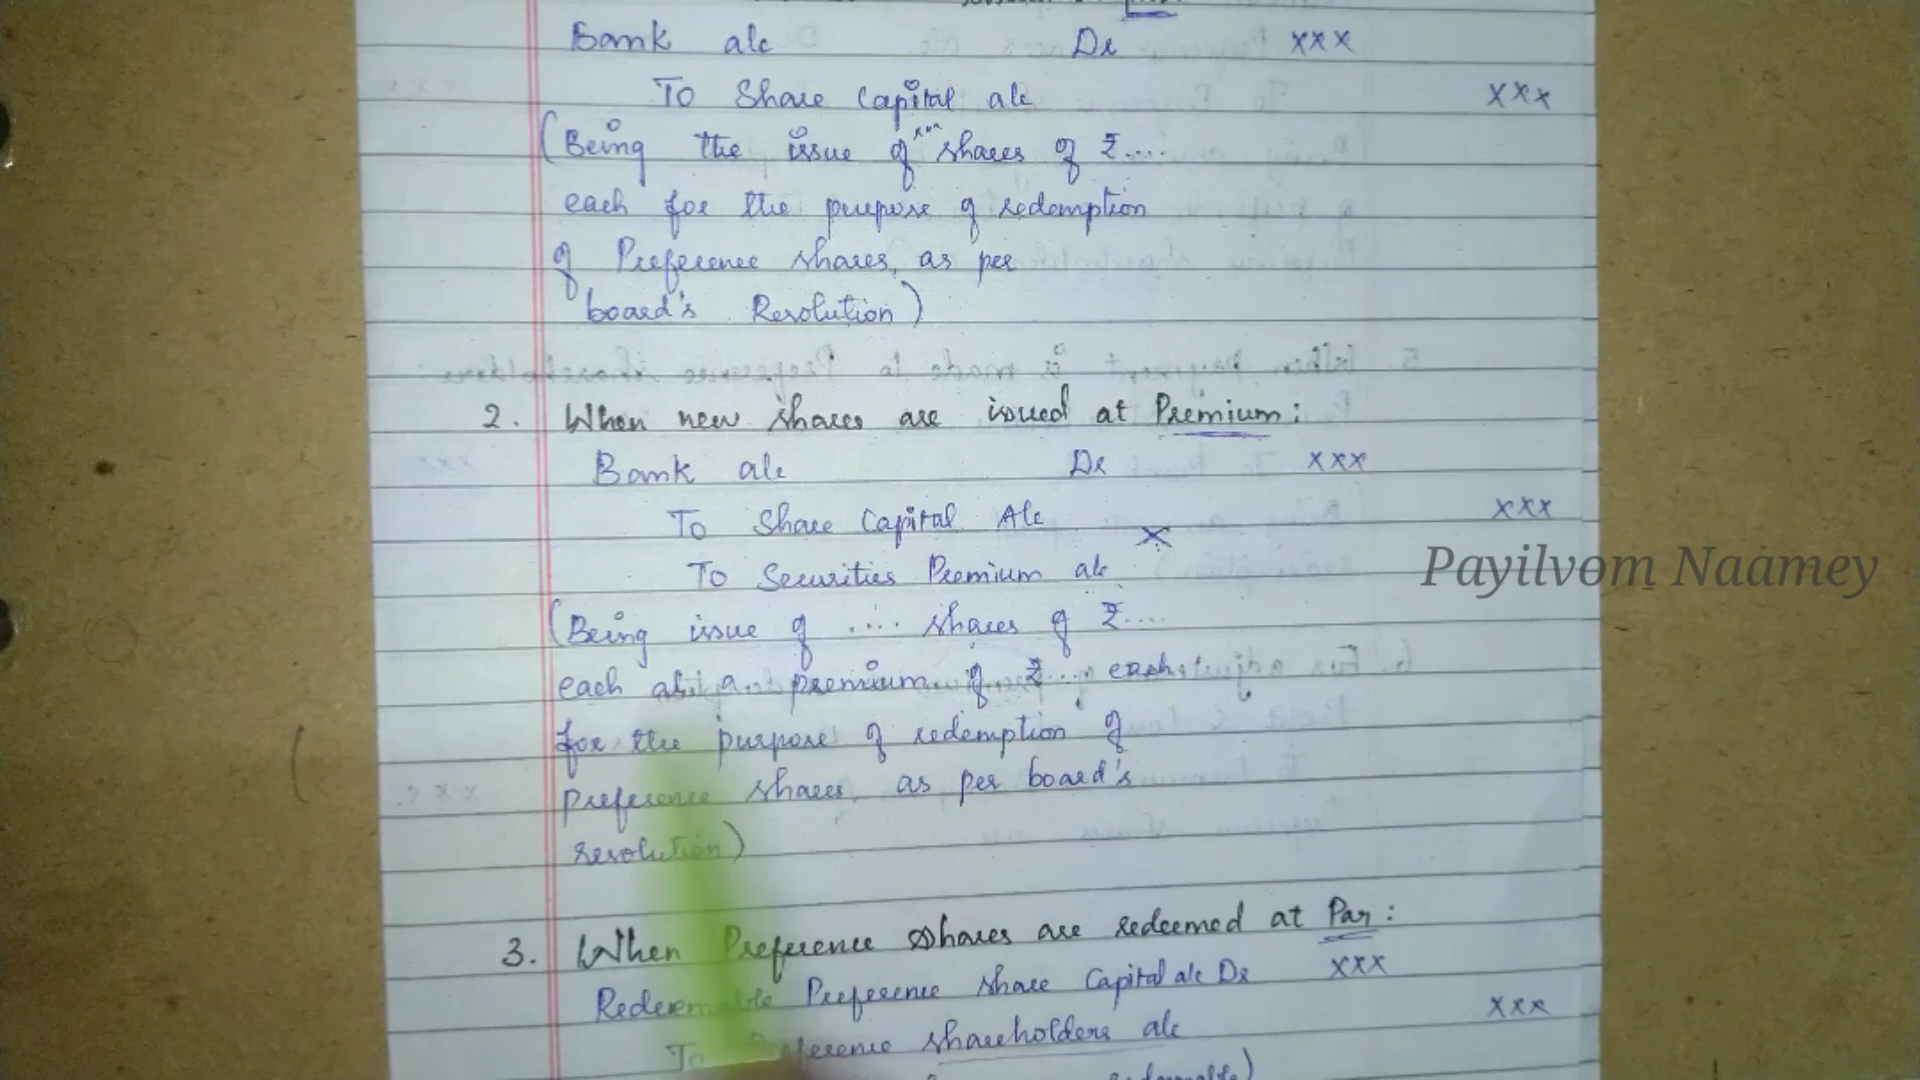 Bank a/c Dr xxx
To Share Capital a/c xxx
(Being the issue of xxx shares of ₹....
each for the purpose of redemption
of Preference shares, as per
board's Resolution)
2. When new shares are issued at Premium:
Bank a/c Dr xxx
To Share Capital A/c xxx
To Securities Premium a/c x
(Being issue of .... shares of ₹....
each at a premium of ₹.... each,
for the purpose of redemption of
preference shares, as per board's
resolution)
3. When Preference Shares are redeemed at Par:
Redeemable Preference share Capital a/c Dr xxx
To Preference shareholders a/c xxx
Payilvom Naamey